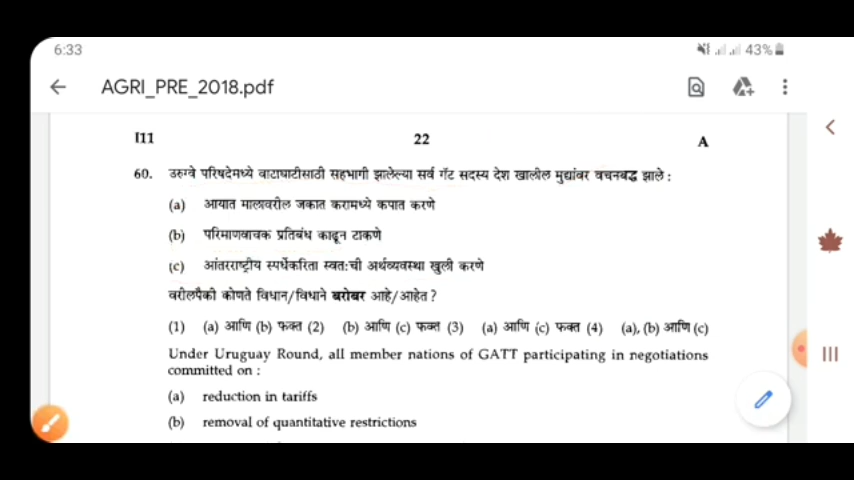 6:33
43%
AGRI_PRE_2018.pdf
I11 22 A
60. उरुग्वे परिषदेमध्ये वाटाघाटीसाठी सहभागी झालेल्या सर्व गॅट सदस्य देश खालील मुद्यांवर वचनबद्ध झाले :
(a) आयात मालावरील जकात करामध्ये कपात करणे
(b) परिमाणवाचक प्रतिबंध काढून टाकणे
(c) आंतरराष्ट्रीय स्पर्धेकरिता स्वत:ची अर्थव्यवस्था खुली करणे
वरीलपैकी कोणते विधान/विधाने बरोबर आहे/आहेत ?
(1) (a) आणि (b) फक्त (2) (b) आणि (c) फक्त (3) (a) आणि (c) फक्त (4) (a), (b) आणि (c)
Under Uruguay Round, all member nations of GATT participating in negotiations
committed on :
(a) reduction in tariffs
(b) removal of quantitative restrictions